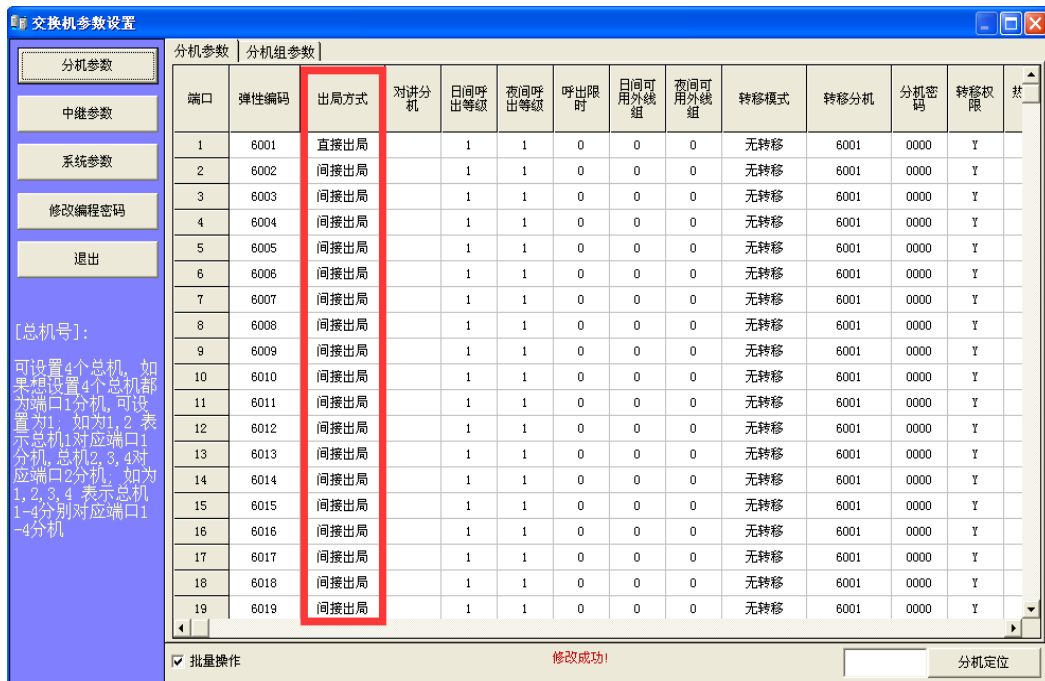 交换机参数设置
分机参数
中继参数
系统参数
修改编程密码
退出
[总机号]:
可设置4个总机, 如
果想设置4个总机都
为端口1分机,可设
置为1; 如为1,2 表
示总机1对应端口1
分机,总机2,3,4对
应端口2分机; 如为
1,2,3,4 表示总机
1-4分别对应端口1
-4分机
分机参数 分机组参数
端口 弹性编码 出局方式 对讲分机 日间呼出等级 夜间呼出等级 呼出限时 日间可用外线组 夜间可用外线组 转移模式 转移分机 分机密码 转移权限 热
1 6001 直接出局 1 1 0 0 0 无转移 6001 0000 Y
2 6002 间接出局 1 1 0 0 0 无转移 6001 0000 Y
3 6003 间接出局 1 1 0 0 0 无转移 6001 0000 Y
4 6004 间接出局 1 1 0 0 0 无转移 6001 0000 Y
5 6005 间接出局 1 1 0 0 0 无转移 6001 0000 Y
6 6006 间接出局 1 1 0 0 0 无转移 6001 0000 Y
7 6007 间接出局 1 1 0 0 0 无转移 6001 0000 Y
8 6008 间接出局 1 1 0 0 0 无转移 6001 0000 Y
9 6009 间接出局 1 1 0 0 0 无转移 6001 0000 Y
10 6010 间接出局 1 1 0 0 0 无转移 6001 0000 Y
11 6011 间接出局 1 1 0 0 0 无转移 6001 0000 Y
12 6012 间接出局 1 1 0 0 0 无转移 6001 0000 Y
13 6013 间接出局 1 1 0 0 0 无转移 6001 0000 Y
14 6014 间接出局 1 1 0 0 0 无转移 6001 0000 Y
15 6015 间接出局 1 1 0 0 0 无转移 6001 0000 Y
16 6016 间接出局 1 1 0 0 0 无转移 6001 0000 Y
17 6017 间接出局 1 1 0 0 0 无转移 6001 0000 Y
18 6018 间接出局 1 1 0 0 0 无转移 6001 0000 Y
19 6019 间接出局 1 1 0 0 0 无转移 6001 0000 Y
批量操作 修改成功! 分机定位